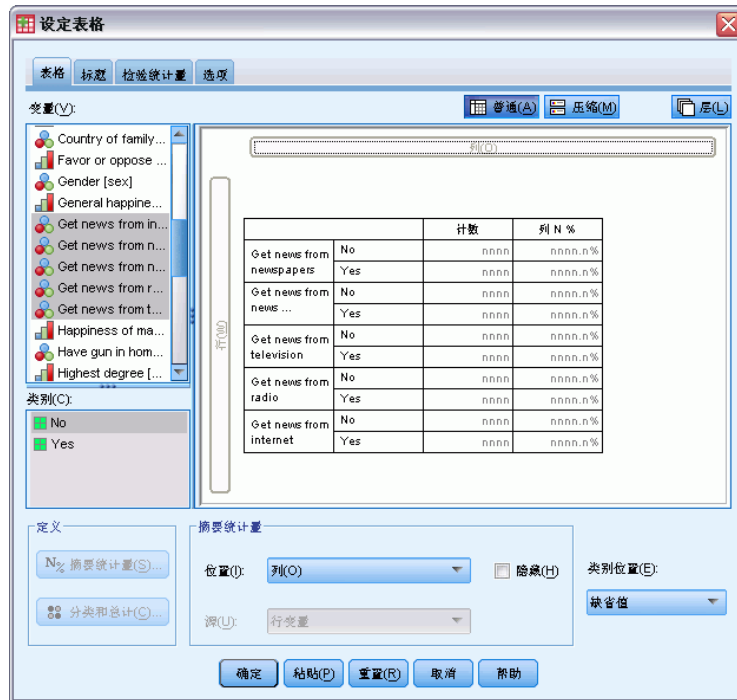 设定表格
表格 标题 检验统计量 选项
变量(V):
普通(A) 压缩(M) 层(L)
Country of family...
Favor or oppose ...
Gender [sex]
General happine...
Get news from in...
Get news from n...
Get news from n...
Get news from r...
Get news from t...
Happiness of ma...
Have gun in hom...
Highest degree [...
类别(C):
No
Yes
列(O)
行(W)
计数 列 N %
Get news from newspapers No nnnn nnnn.n%
Yes nnnn nnnn.n%
Get news from news ... No nnnn nnnn.n%
Yes nnnn nnnn.n%
Get news from television No nnnn nnnn.n%
Yes nnnn nnnn.n%
Get news from radio No nnnn nnnn.n%
Yes nnnn nnnn.n%
Get news from internet No nnnn nnnn.n%
Yes nnnn nnnn.n%
定义
N% 摘要统计量(S)...
分类和总计(C)...
摘要统计量
位置(I): 列(O) 隐藏(H)
源(U): 行变量
类别位置(E):
缺省值
确定 粘贴(P) 重置(R) 取消 帮助